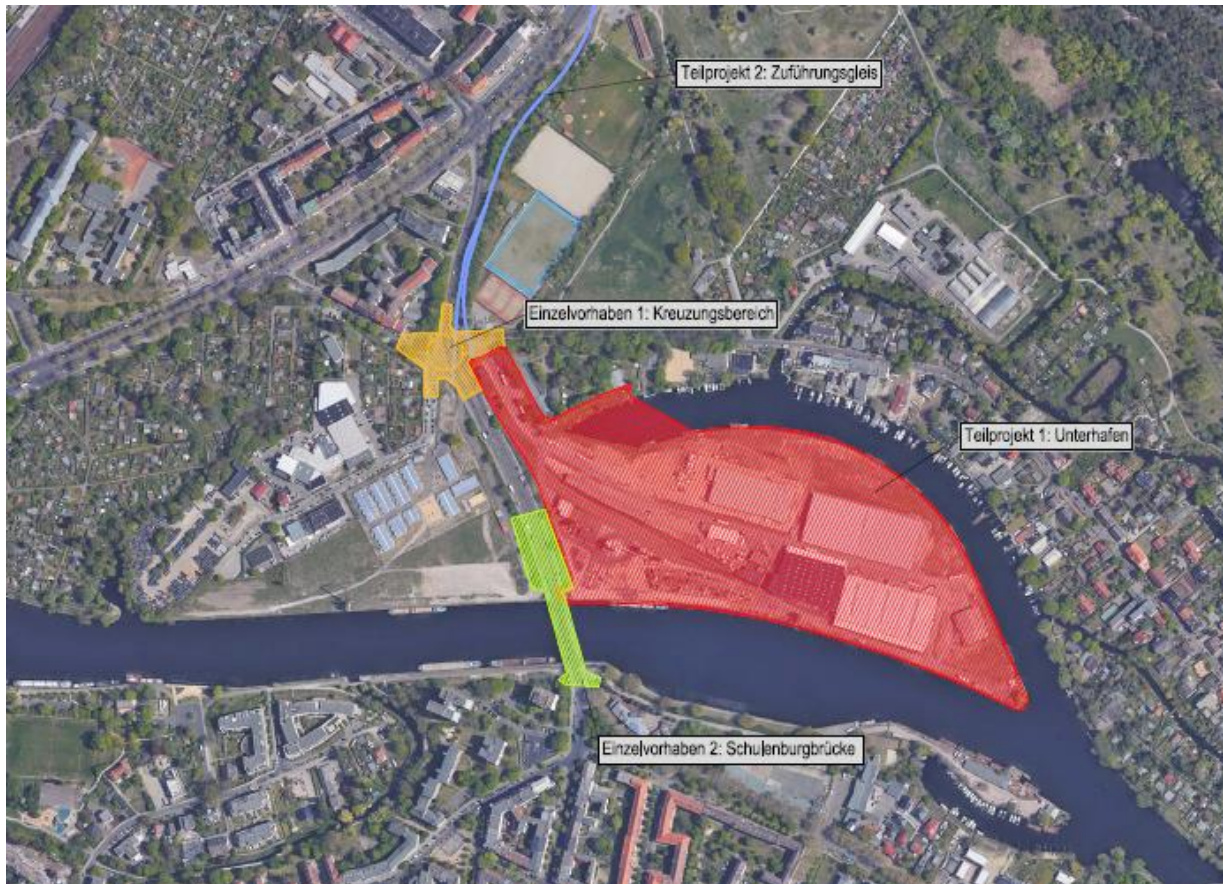 Teilprojekt 2: Zuführungsgleis
Einzelvorhaben 1: Kreuzungsbereich
Teilprojekt 1: Unterhafen
Einzelvorhaben 2: Schulenburgbrücke